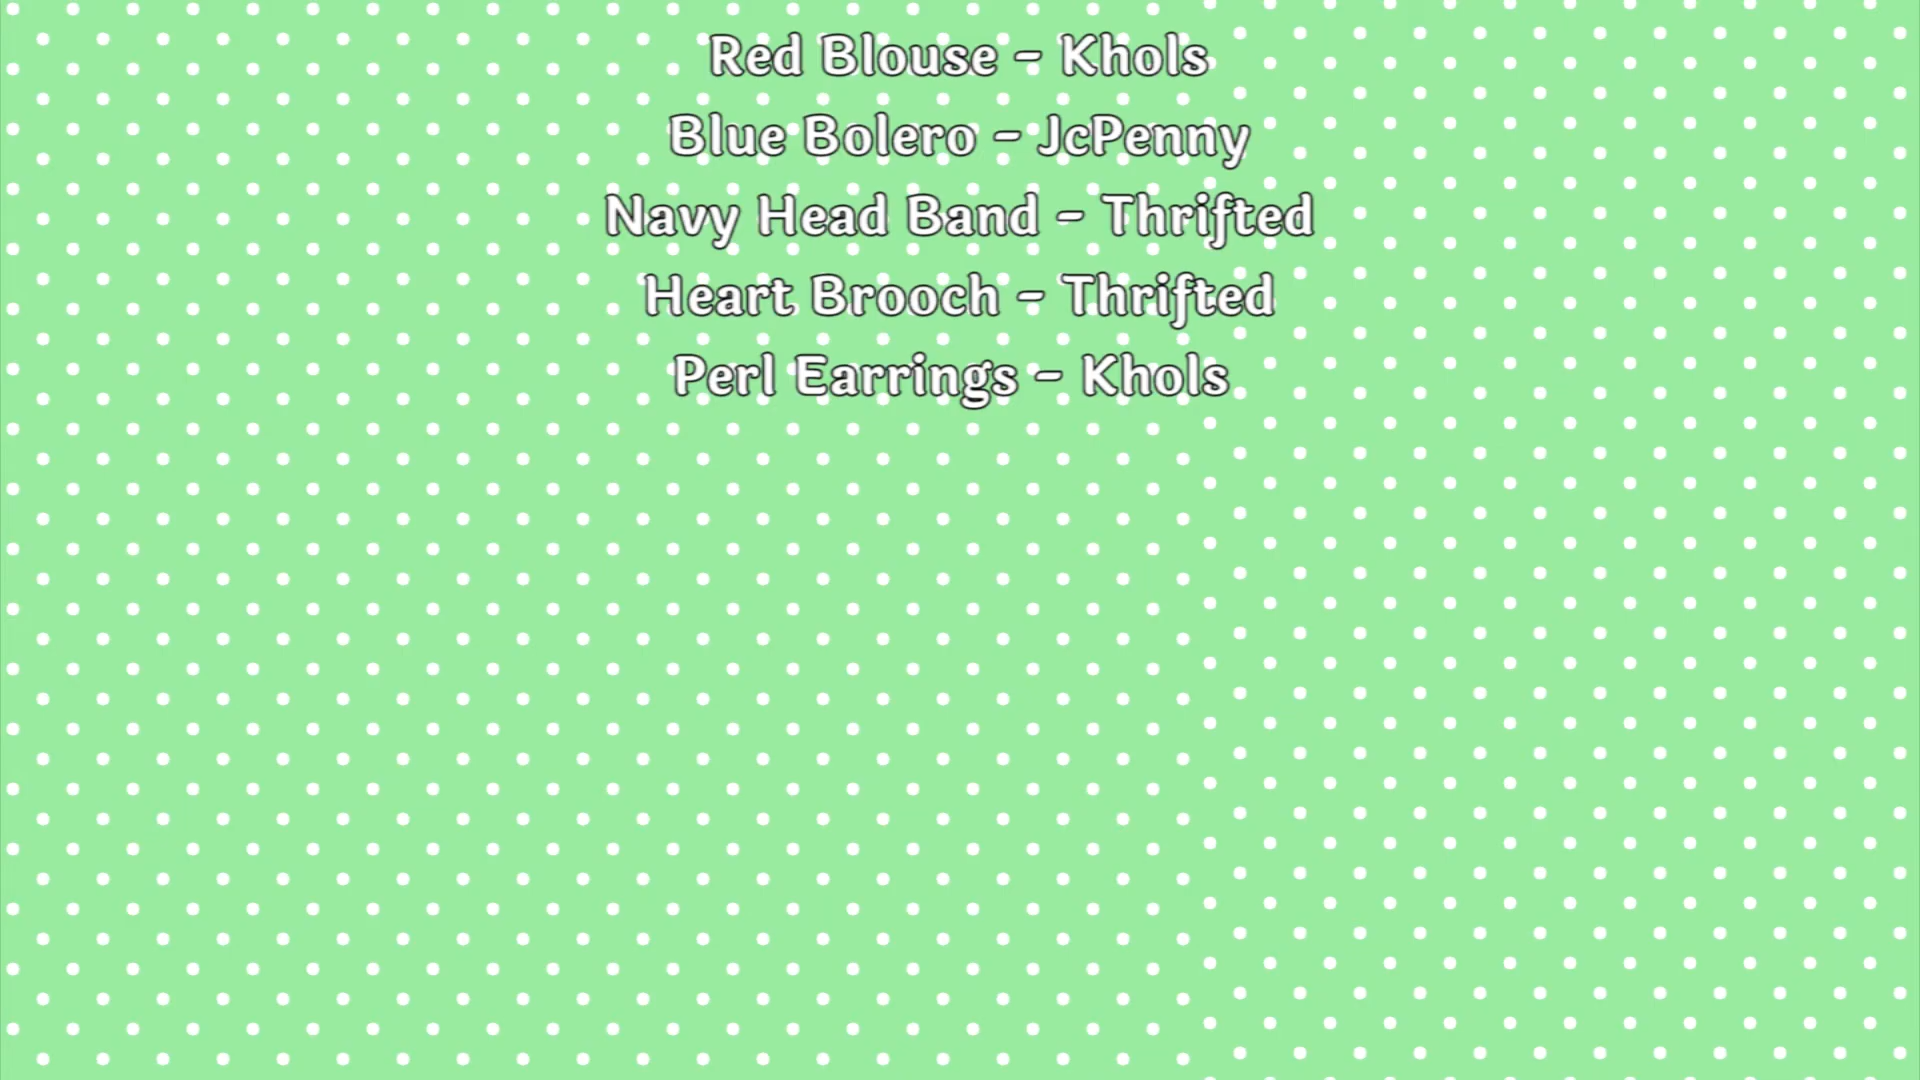 Red Blouse - Khols
Blue Bolero - JcPenny
Navy Head Band - Thrifted
Heart Brooch - Thrifted
Perl Earrings - Khols